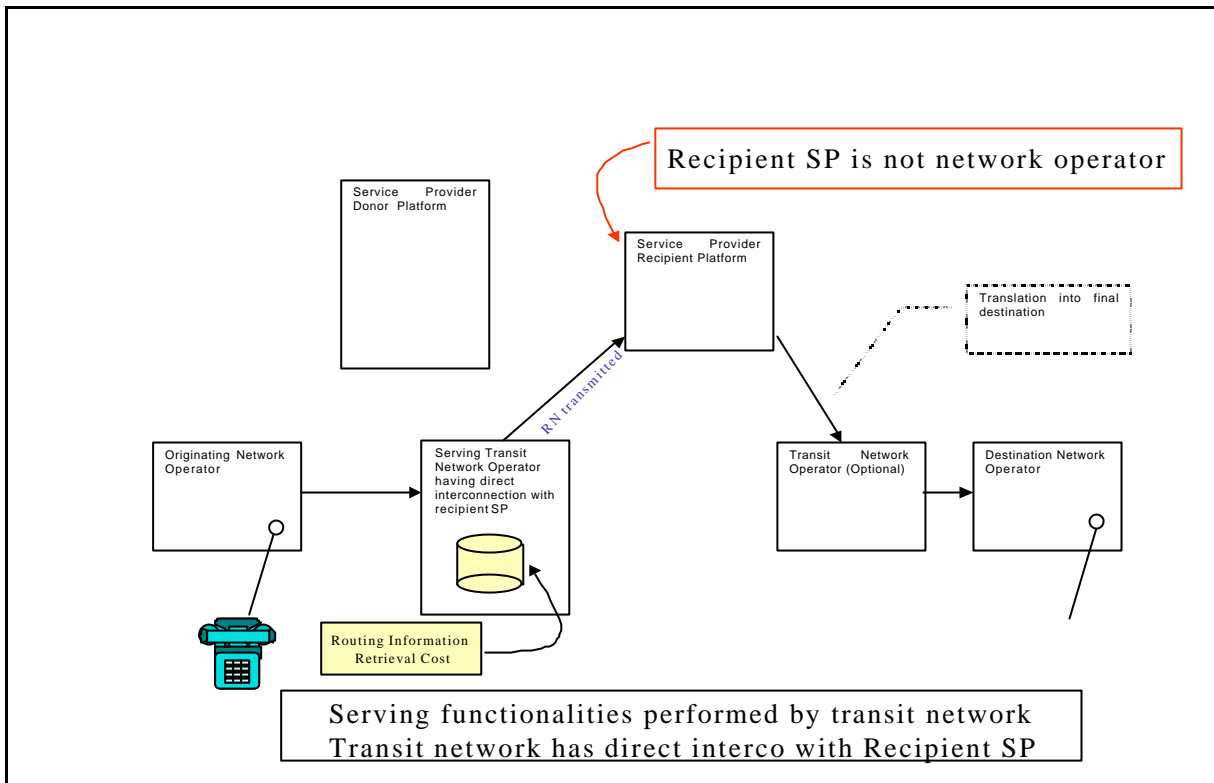 Recipient SP is not network operator
Service Provider
Donor Platform
Service Provider
Recipient Platform
Translation into final
destination
RN transmitted
Originating Network
Operator
Serving Transit
Network Operator
having direct
interconnection with
recipient SP
Transit Network
Operator (Optional)
Destination Network
Operator
Routing Information
Retrieval Cost
Serving functionalities performed by transit network
Transit network has direct interco with Recipient SP